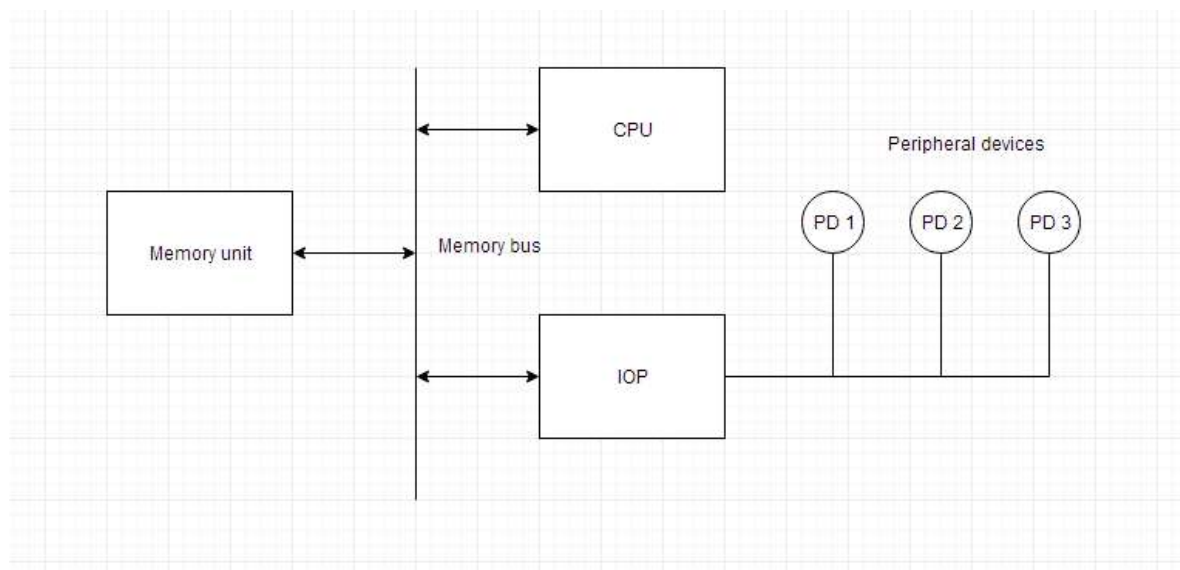 CPU
Peripheral devices
PD 1
PD 2
PD 3
Memory unit
Memory bus
IOP